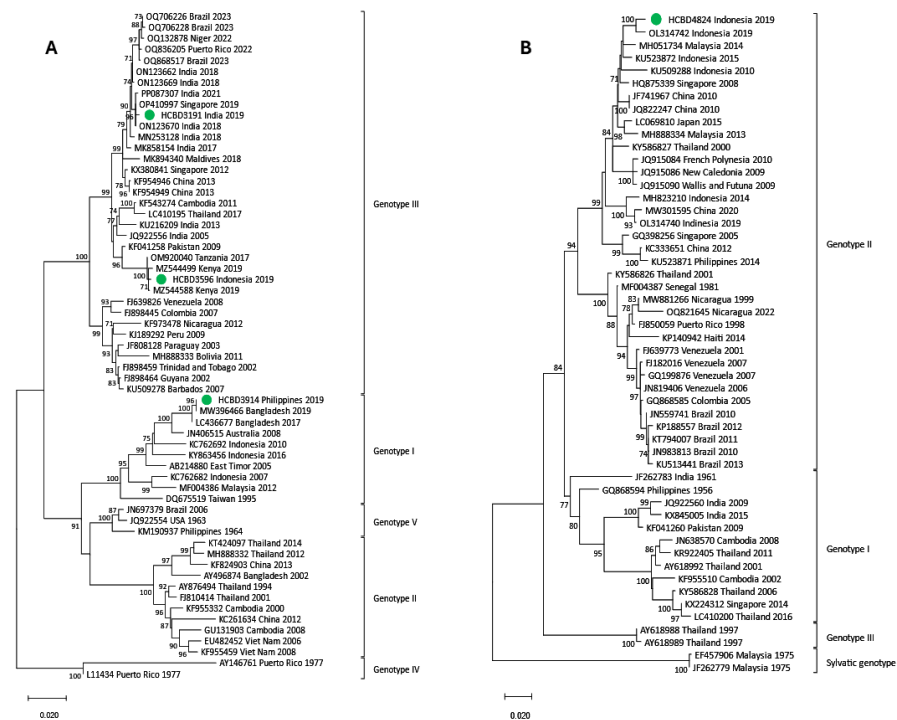 A
73
OQ706226 Brazil 2023
88
OQ706228 Brazil 2023
97
OQ132878 Niger 2022
OQ836205 Puerto Rico 2022
71
OQ868517 Brazil 2023
ON123662 India 2018
74
ON123669 India 2018
PP087307 India 2021
90
OP410997 Singapore 2019
96
HCBD3191 India 2019
79
ON123670 India 2018
MN253128 India 2018
MK858154 India 2017
99
MK894340 Maldives 2018
KX380841 Singapore 2012
78
KF954946 China 2013
99
96
KF954949 China 2013
100
KF543274 Cambodia 2011
74
LC410195 Thailand 2017
77
KU216209 India 2013
JQ922556 India 2005
KF041258 Pakistan 2009
100
96
OM920040 Tanzania 2017
MZ544499 Kenya 2019
100
HCBD3596 Indonesia 2019
71
MZ544588 Kenya 2019
93
FJ639826 Venezuela 2008
FJ898445 Colombia 2007
71
KF973478 Nicaragua 2012
99
KJ189292 Peru 2009
JF808128 Paraguay 2003
93
MH888333 Bolivia 2011
83
FJ898459 Trinidad and Tobago 2002
FJ898464 Guyana 2002
83
KU509278 Barbados 2007
Genotype III
96
HCBD3914 Philippines 2019
100
MW396466 Bangladesh 2019
100
LC436677 Bangladesh 2017
JN406515 Australia 2008
75
KC762692 Indonesia 2010
99
KY863456 Indonesia 2016
95
AB214880 East Timor 2005
KC762682 Indonesia 2007
100
99
MF004386 Malaysia 2012
DQ675519 Taiwan 1995
Genotype I
87
JN697379 Brazil 2006
100
JQ922554 USA 1963
91
KM190937 Philippines 1964
Genotype V
KT424097 Thailand 2014
99
MH888332 Thailand 2012
97
KF824903 China 2013
AY496874 Bangladesh 2002
92
AY876494 Thailand 1994
100
FJ810414 Thailand 2001
96
KF955332 Cambodia 2000
KC261634 China 2012
87
GU131903 Cambodia 2008
90
EU482452 Viet Nam 2006
96
KF955459 Viet Nam 2008
Genotype II
AY146761 Puerto Rico 1977
100
L11434 Puerto Rico 1977
Genotype IV
0.020
B
100
HCBD4824 Indonesia 2019
OL314742 Indonesia 2019
MH051734 Malaysia 2014
KU523872 Indonesia 2015
KU509288 Indonesia 2010
71
HQ875339 Singapore 2008
JF741967 China 2010
100
JQ822247 China 2010
LC069810 Japan 2015
84
98
MH888334 Malaysia 2013
KY586827 Thailand 2000
JQ915084 French Polynesia 2010
JQ915086 New Caledonia 2009
100
JQ915090 Wallis and Futuna 2009
99
MH823210 Indonesia 2014
100
MW301595 China 2020
93
OL314740 Indinesia 2019
GQ398256 Singapore 2005
94
99
KC333651 China 2012
100
KU523871 Philippines 2014
KY586826 Thailand 2001
MF004387 Senegal 1981
100
83
MW881266 Nicaragua 1999
78
OQ821645 Nicaragua 2022
88
FJ850059 Puerto Rico 1998
KP140942 Haiti 2014
94
FJ639773 Venezuela 2001
FJ182016 Venezuela 2007
84
99
GQ199876 Venezuela 2007
JN819406 Venezuela 2006
97
GQ868585 Colombia 2005
JN559741 Brazil 2010
KP188557 Brazil 2012
99
KT794007 Brazil 2011
74
JN983813 Brazil 2010
KU513441 Brazil 2013
Genotype II
JF262783 India 1961
GQ868594 Philippines 1956
77
99
JQ922560 India 2009
100
KX845005 India 2015
80
KF041260 Pakistan 2009
JN638570 Cambodia 2008
86
KR922405 Thailand 2011
95
AY618992 Thailand 2001
100
KF955510 Cambodia 2002
KY586828 Thailand 2006
KX224312 Singapore 2014
97
LC410200 Thailand 2016
Genotype I
AY618988 Thailand 1997
100
AY618989 Thailand 1997
Genotype III
EF457906 Malaysia 1975
100
JF262779 Malaysia 1975
Sylvatic genotype
0.020